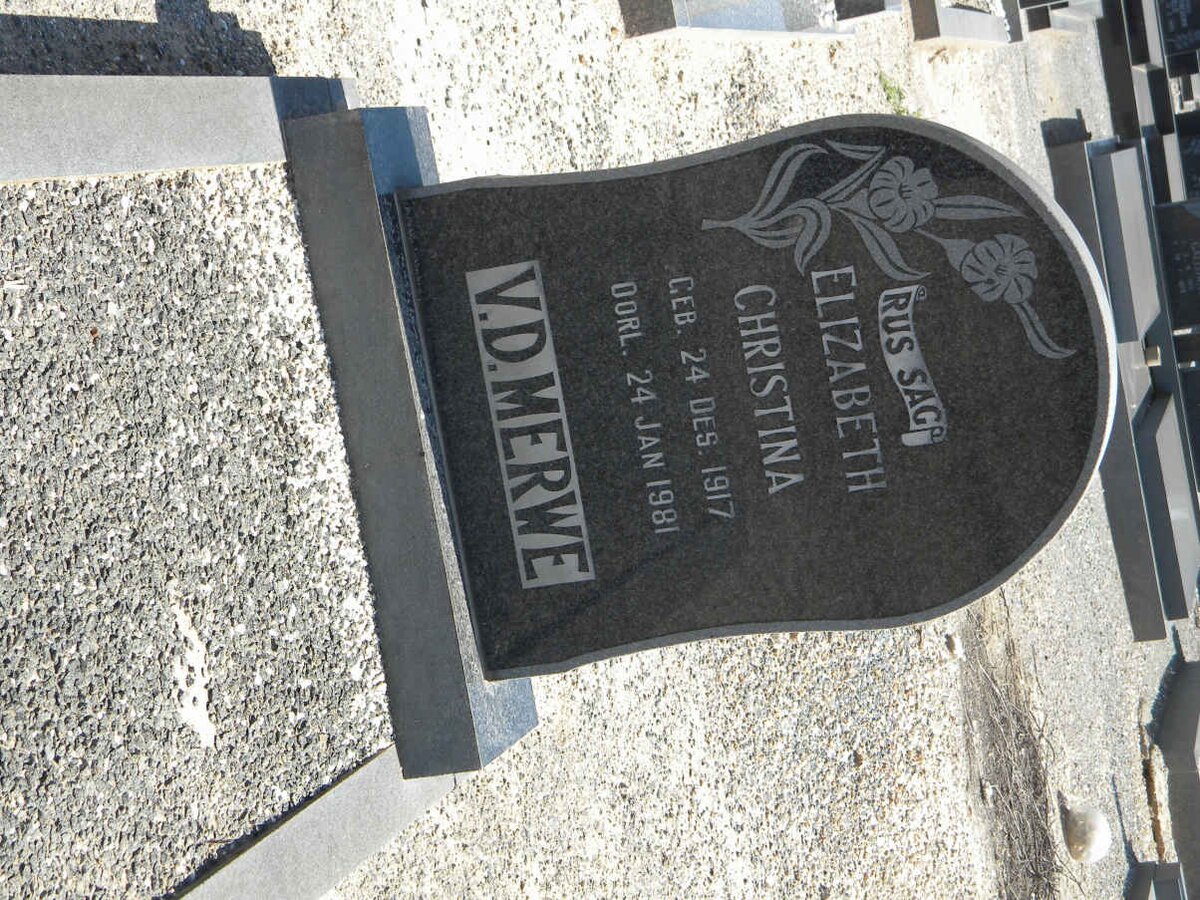 RUS SAG
ELIZABETH
CHRISTINA
GEB. 24 DES. 1917
OORL. 24 JAN 1981
V.D.MERWE